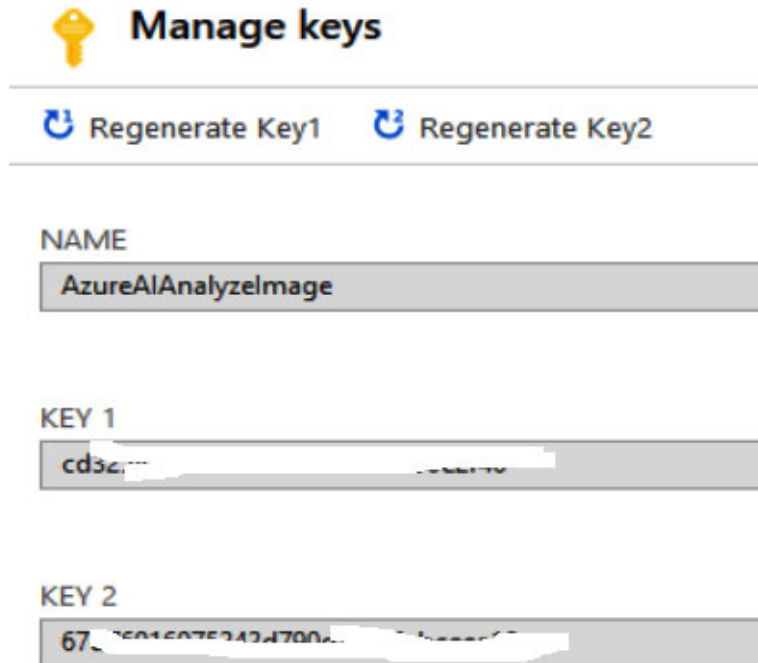 Manage keys
Regenerate Key1 Regenerate Key2
NAME
AzureAIAnalyzeImage
KEY 1
KEY 2